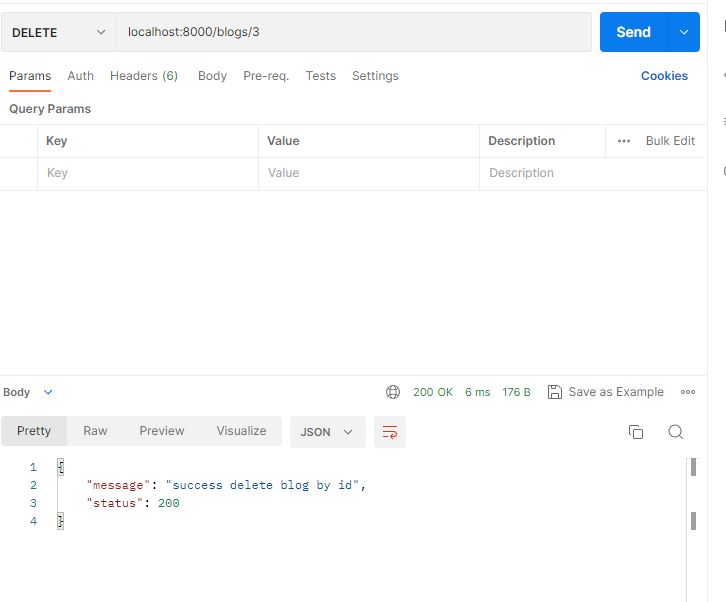 DELETE localhost:8000/blogs/3 Send
Params Auth Headers (6) Body Pre-req. Tests Settings Cookies
Query Params
Key Value Description ••• Bulk Edit
Key Value Description
Body 200 OK 6 ms 176 B Save as Example •••
Pretty Raw Preview Visualize JSON
1 {
2 "message": "success delete blog by id",
3 "status": 200
4 }